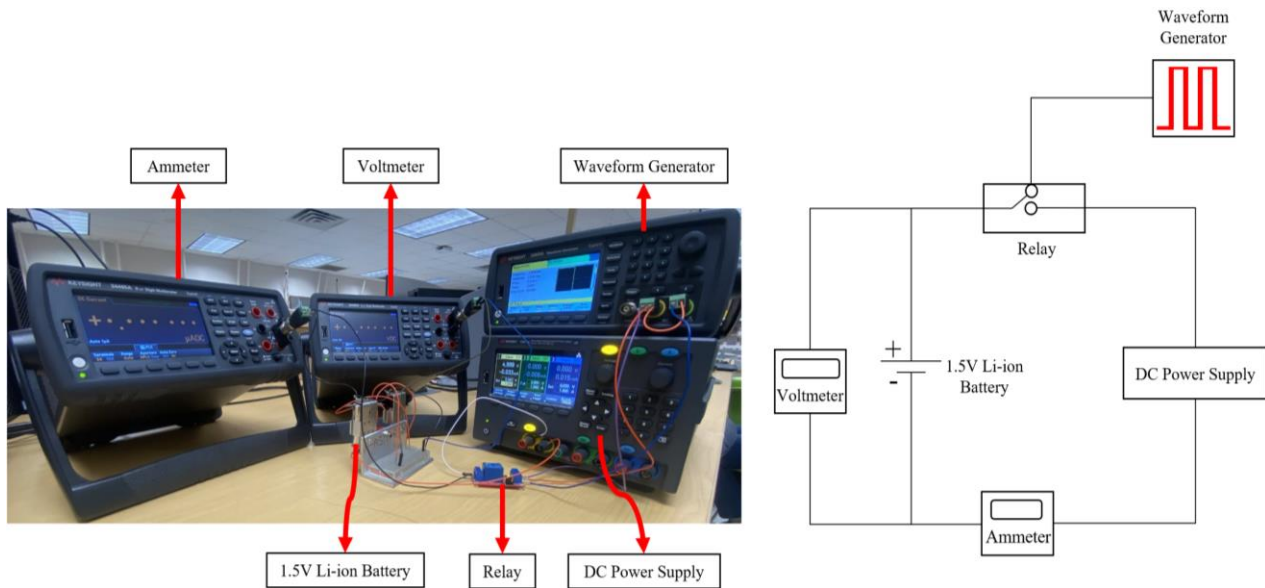 Waveform
Generator
Ammeter
Voltmeter
Waveform Generator
Relay
KEYSIGHT
Voltmeter
+
-
1.5V Li-ion
Battery
DC Power Supply
Ammeter
1.5V Li-ion Battery
Relay
DC Power Supply